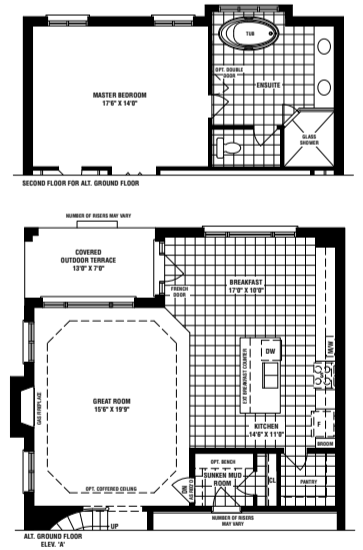 TUB
OPT. DOUBLE
DOOR
ENSUITE
MASTER BEDROOM
17'6" X 14'0"
GLASS
SHOWER
SECOND FLOOR FOR ALT. GROUND FLOOR
NUMBER OF RISERS MAY VARY
COVERED
OUTDOOR TERRACE
13'0" X 7'0"
FRENCH
DOOR
BREAKFAST
17'0" X 10'0"
EXT BREAKFAST COUNTER
DW
M/W
GAS FIREPLACE
GREAT ROOM
15'6" X 19'9"
KITCHEN
14'6" X 11'0"
F
BROOM
OPT. BENCH
SUNKEN MUD
ROOM
DN
CL
PANTRY
OPT. COFFERED CEILING
UP
NUMBER OF RISERS
MAY VARY
ALT. GROUND FLOOR
ELEV. 'A'